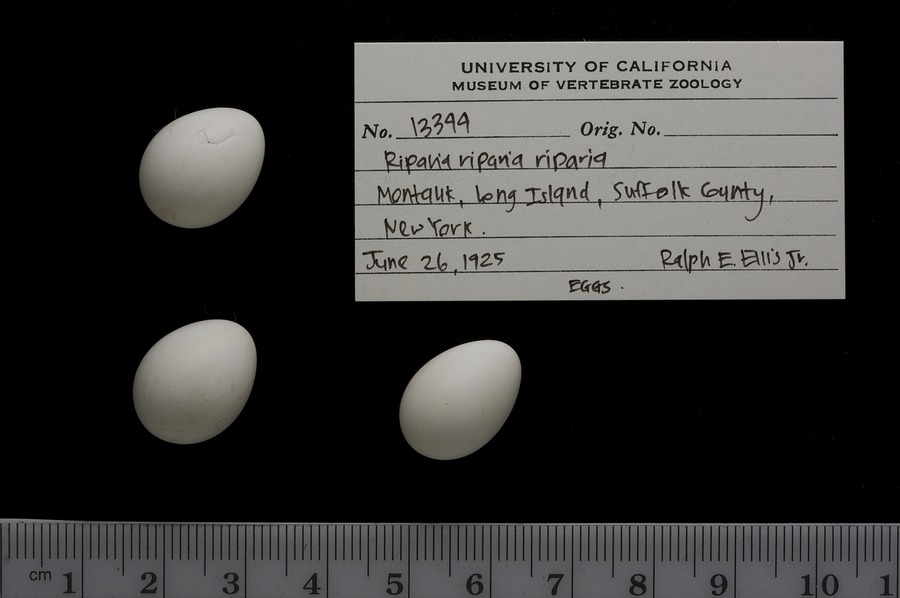 UNIVERSITY OF CALIFORNIA
MUSEUM OF VERTEBRATE ZOOLOGY
No. 13344 Orig. No.
Riparia riparia riparia
Montauk, Long Island, Suffolk County,
New York.
June 26, 1925 Ralph E. Ellis Jr.
EGGS.
cm 1 2 3 4 5 6 7 8 9 10 1